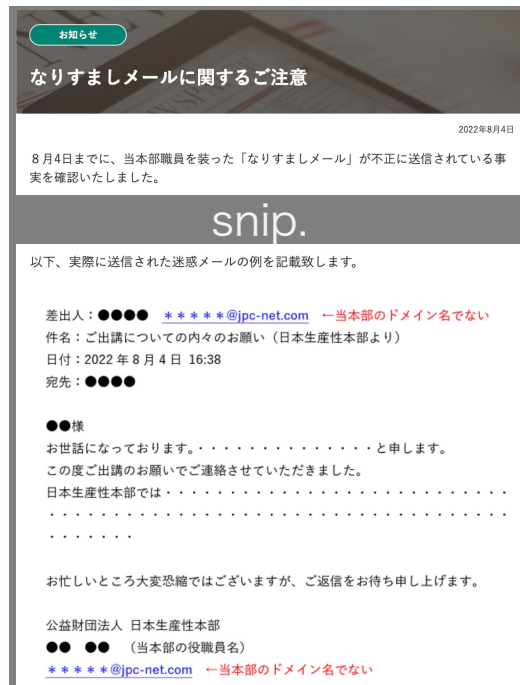 お知らせ
なりすましメールに関するご注意
2022年8月4日
８月4日までに、当本部職員を装った「なりすましメール」が不正に送信されている事
実を確認いたしました。
snip.
以下、実際に送信された迷惑メールの例を記載致します。
差出人：●●●● ＊＊＊＊＊@jpc-net.com ←当本部のドメイン名でない
件名：ご出講についての内々のお願い（日本生産性本部より）
日付：2022 年 8 月 4 日 16:38
宛先：●●●●
●●様
お世話になっております。・・・・・・・・・・・・・・と申します。
この度ご出講のお願いでご連絡させていただきました。
日本生産性本部では・・・・・・・・・・・・・・・・・・・・・・・・・・・
・・・・・・・・・・・・・・・・・・・・・・・・・・・・・・・・・・・・
・・・・・・・
お忙しいところ大変恐縮ではございますが、ご返信をお待ち申し上げます。
公益財団法人 日本生産性本部
●● ●● （当本部の役職員名）
＊＊＊＊＊@jpc-net.com ←当本部のドメイン名でない